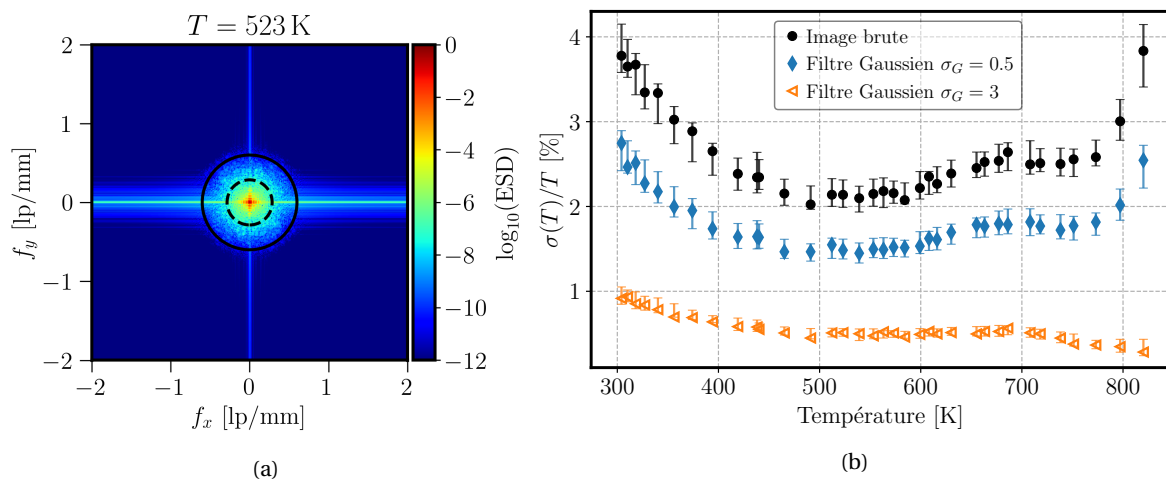 T = 523 K
2
1
0
−1
−2
f_y [lp/mm]
−2
−1
0
1
2
f_x [lp/mm]
0
−2
−4
−6
−8
−10
−12
log₁₀(ESD)
(a)
4
3
2
1
σ(T)/T [%]
Image brute
Filtre Gaussien σ_G = 0.5
Filtre Gaussien σ_G = 3
300
400
500
600
700
800
Température [K]
(b)